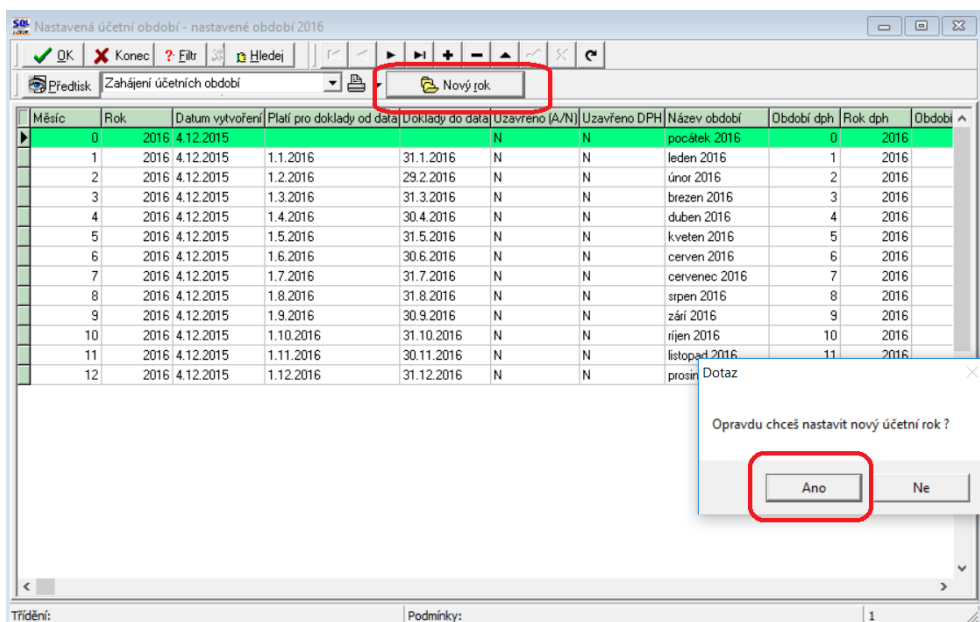 SQL Nastavená účetní období - nastavené období 2016
OK Konec ? Filtr Hledej
Předtisk Zahájení účetních období Nový rok
Měsíc Rok Datum vytvoření Platí pro doklady od data Doklady do data Uzavřeno (A/N) Uzavřeno DPH Název období Období dph Rok dph Období
0 2016 4.12.2015 N N pocátek 2016 0 2016
1 2016 4.12.2015 1.1.2016 31.1.2016 N N leden 2016 1 2016
2 2016 4.12.2015 1.2.2016 29.2.2016 N N únor 2016 2 2016
3 2016 4.12.2015 1.3.2016 31.3.2016 N N brezen 2016 3 2016
4 2016 4.12.2015 1.4.2016 30.4.2016 N N duben 2016 4 2016
5 2016 4.12.2015 1.5.2016 31.5.2016 N N kveten 2016 5 2016
6 2016 4.12.2015 1.6.2016 30.6.2016 N N cerven 2016 6 2016
7 2016 4.12.2015 1.7.2016 31.7.2016 N N cervenec 2016 7 2016
8 2016 4.12.2015 1.8.2016 31.8.2016 N N srpen 2016 8 2016
9 2016 4.12.2015 1.9.2016 30.9.2016 N N zárí 2016 9 2016
10 2016 4.12.2015 1.10.2016 31.10.2016 N N ríjen 2016 10 2016
11 2016 4.12.2015 1.11.2016 30.11.2016 N N listopad 2016 11 2016
12 2016 4.12.2015 1.12.2016 31.12.2016 N N prosin
Dotaz
Opravdu chceš nastavit nový účetní rok ?
Ano Ne
Třídění: Podmínky: 1